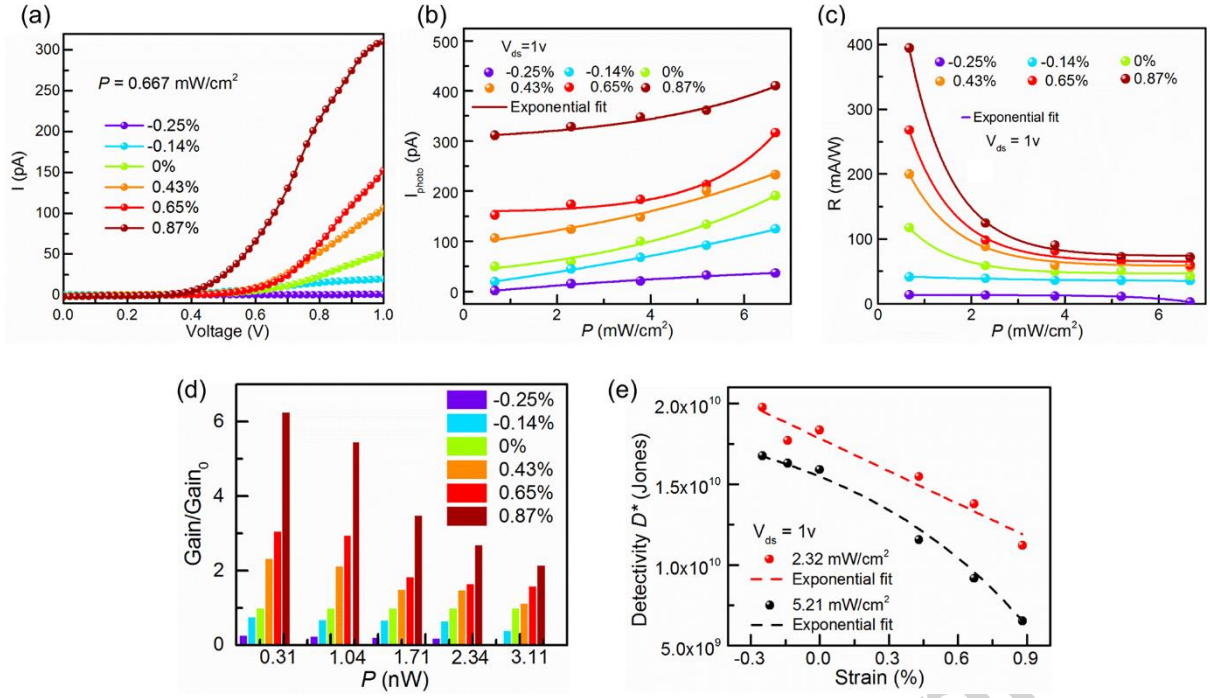 (a)
300
250
200
150
100
50
0
I (pA)
P = 0.667 mW/cm²
-0.25%
-0.14%
0%
0.43%
0.65%
0.87%
0.0 0.2 0.4 0.6 0.8 1.0
Voltage (V)
(b)
500
400
300
200
100
0
I_photo (pA)
V_ds=1v
-0.25% -0.14% 0%
0.43% 0.65% 0.87%
Exponential fit
0 2 4 6
P (mW/cm²)
(c)
400
300
200
100
0
R (mA/W)
-0.25% -0.14% 0%
0.43% 0.65% 0.87%
Exponential fit
V_ds = 1v
0 2 4 6
P (mW/cm²)
(d)
6
4
2
0
Gain/Gain₀
-0.25%
-0.14%
0%
0.43%
0.65%
0.87%
0.31 1.04 1.71 2.34 3.11
P (nW)
(e)
2.0x10¹⁰
1.5x10¹⁰
1.0x10¹⁰
5.0x10⁹
Detectivity D* (Jones)
V_ds = 1v
2.32 mW/cm²
Exponential fit
5.21 mW/cm²
Exponential fit
-0.3 0.0 0.3 0.6 0.9
Strain (%)